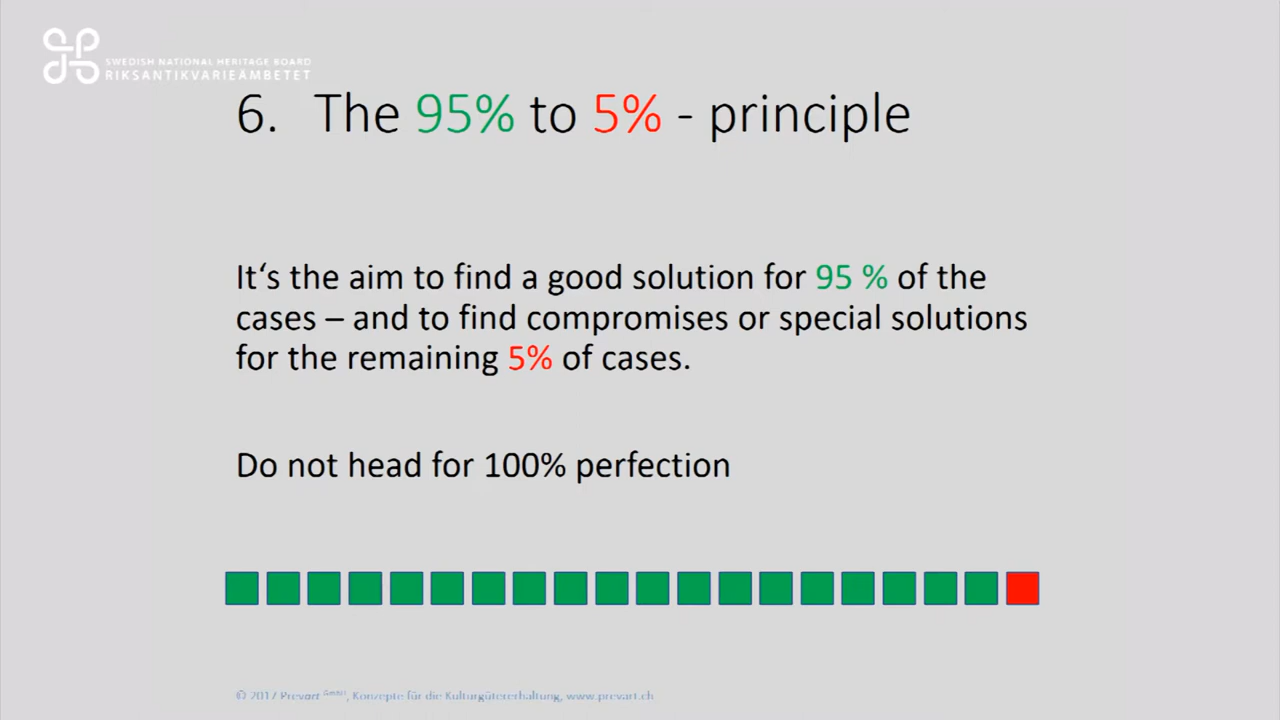 SWEDISH NATIONAL HERITAGE BOARD
RIKSANTIKVARIEÄMBETET
6. The 95% to 5% - principle
It‘s the aim to find a good solution for 95 % of the
cases – and to find compromises or special solutions
for the remaining 5% of cases.
Do not head for 100% perfection
© 2017 Prevart GmbH, Konzepte für die Kulturgütererhaltung, www.prevart.ch